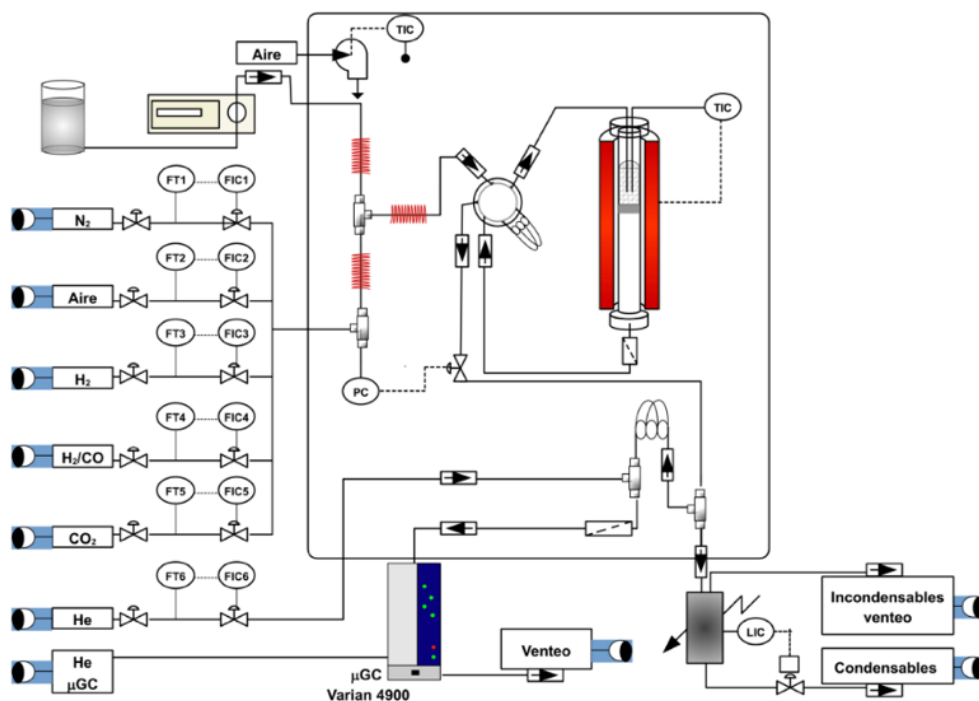 Aire
TIC
TIC
FT1
FIC1
N₂
FT2
FIC2
Aire
FT3
FIC3
H₂
PC
FT4
FIC4
H₂/CO
FT5
FIC5
CO₂
FT6
FIC6
He
Incondensables
venteo
LIC
He
μGC
Venteo
Condensables
μGC
Varian 4900